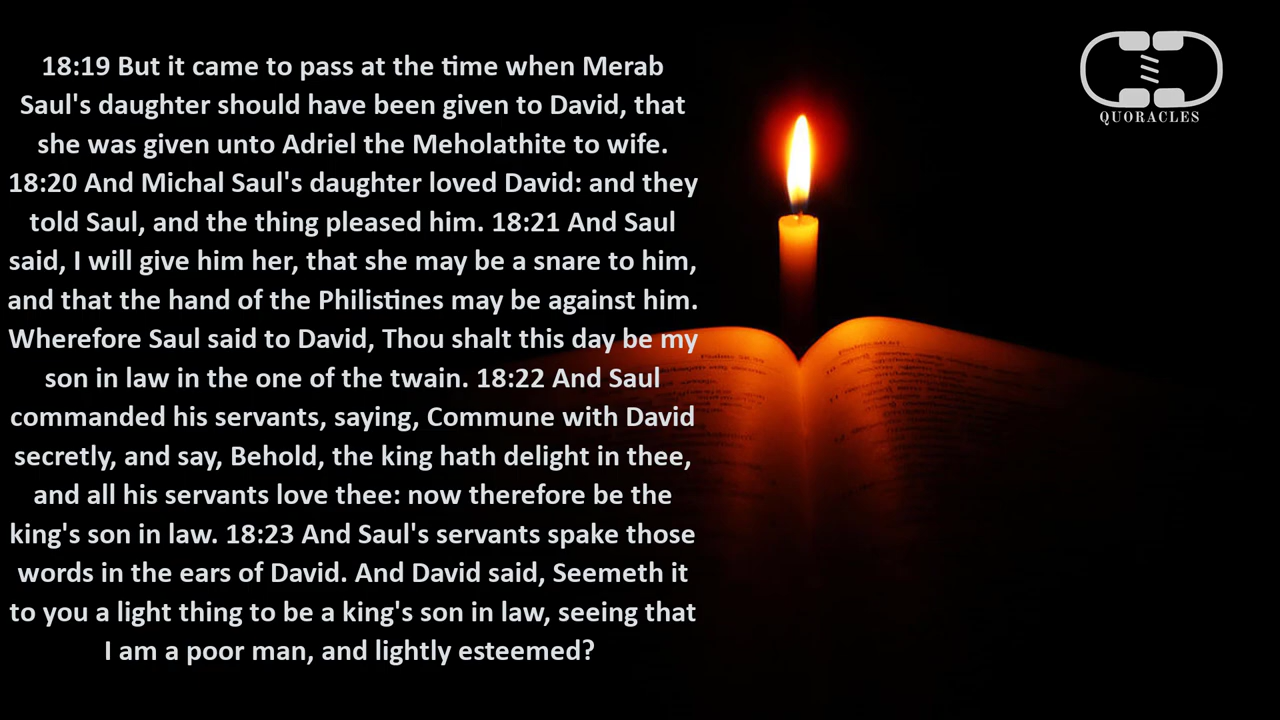 18:19 But it came to pass at the time when Merab
Saul's daughter should have been given to David, that
she was given unto Adriel the Meholathite to wife.
18:20 And Michal Saul's daughter loved David: and they
told Saul, and the thing pleased him. 18:21 And Saul
said, I will give him her, that she may be a snare to him,
and that the hand of the Philistines may be against him.
Wherefore Saul said to David, Thou shalt this day be my
son in law in the one of the twain. 18:22 And Saul
commanded his servants, saying, Commune with David
secretly, and say, Behold, the king hath delight in thee,
and all his servants love thee: now therefore be the
king's son in law. 18:23 And Saul's servants spake those
words in the ears of David. And David said, Seemeth it
to you a light thing to be a king's son in law, seeing that
I am a poor man, and lightly esteemed?
QUORACLES